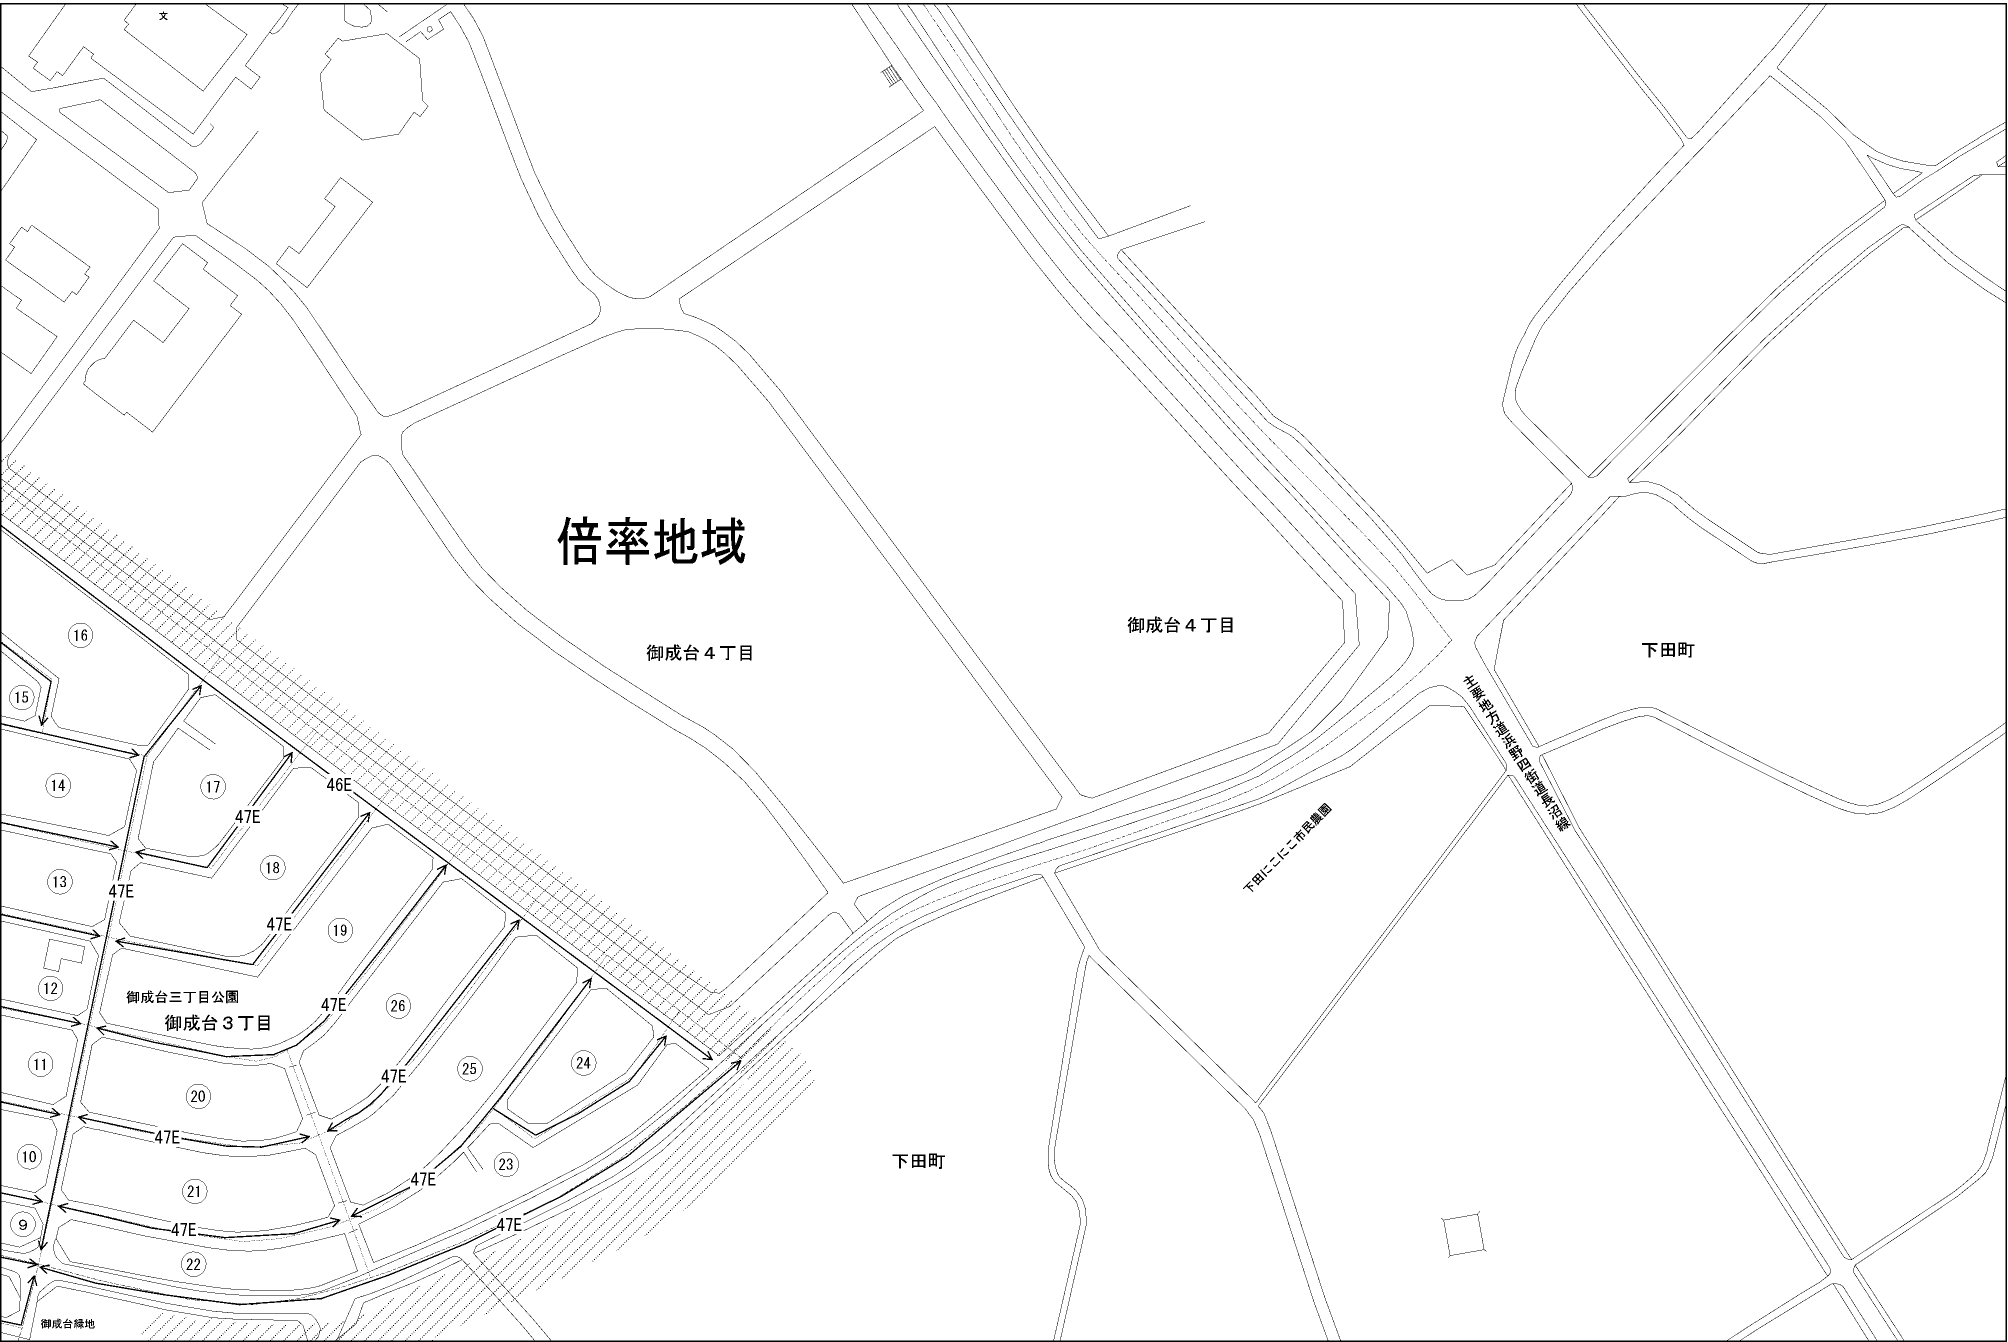 文
倍率地域
御成台４丁目
御成台４丁目
下田町
主要地方道浜野四街道長沼線
下田にこにこ市民農園
下田町
16
15
14
17
46E
47E
18
13
47E
47E
19
12
御成台三丁目公園
御成台３丁目
47E
26
11
20
47E
25
24
47E
10
21
47E
23
9
47E
47E
22
御成台緑地